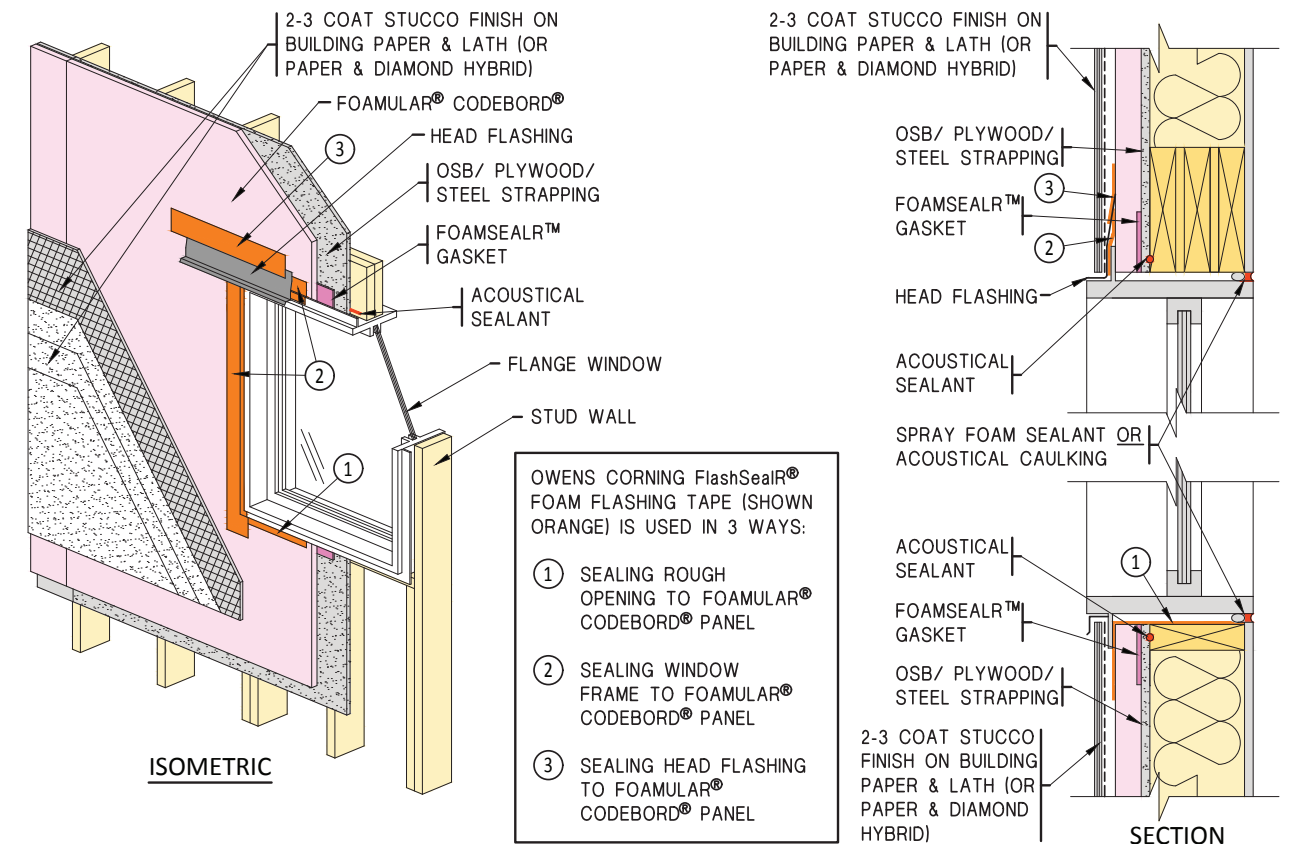 2-3 COAT STUCCO FINISH ON
BUILDING PAPER & LATH (OR
PAPER & DIAMOND HYBRID)
FOAMULAR® CODEBORD®
3
HEAD FLASHING
OSB/ PLYWOOD/
STEEL STRAPPING
FOAMSEALR™
GASKET
ACOUSTICAL
SEALANT
2
FLANGE WINDOW
STUD WALL
1
ISOMETRIC
OWENS CORNING FlashSealR®
FOAM FLASHING TAPE (SHOWN
ORANGE) IS USED IN 3 WAYS:
1 SEALING ROUGH
OPENING TO FOAMULAR®
CODEBORD® PANEL
2 SEALING WINDOW
FRAME TO FOAMULAR®
CODEBORD® PANEL
3 SEALING HEAD FLASHING
TO FOAMULAR®
CODEBORD® PANEL
2-3 COAT STUCCO FINISH ON
BUILDING PAPER & LATH (OR
PAPER & DIAMOND HYBRID)
OSB/ PLYWOOD/
STEEL STRAPPING
3
FOAMSEALR™
GASKET
2
HEAD FLASHING
ACOUSTICAL
SEALANT
SPRAY FOAM SEALANT OR
ACOUSTICAL CAULKING
ACOUSTICAL
SEALANT
1
FOAMSEALR™
GASKET
OSB/ PLYWOOD/
STEEL STRAPPING
2-3 COAT STUCCO
FINISH ON BUILDING
PAPER & LATH (OR
PAPER & DIAMOND
HYBRID)
SECTION